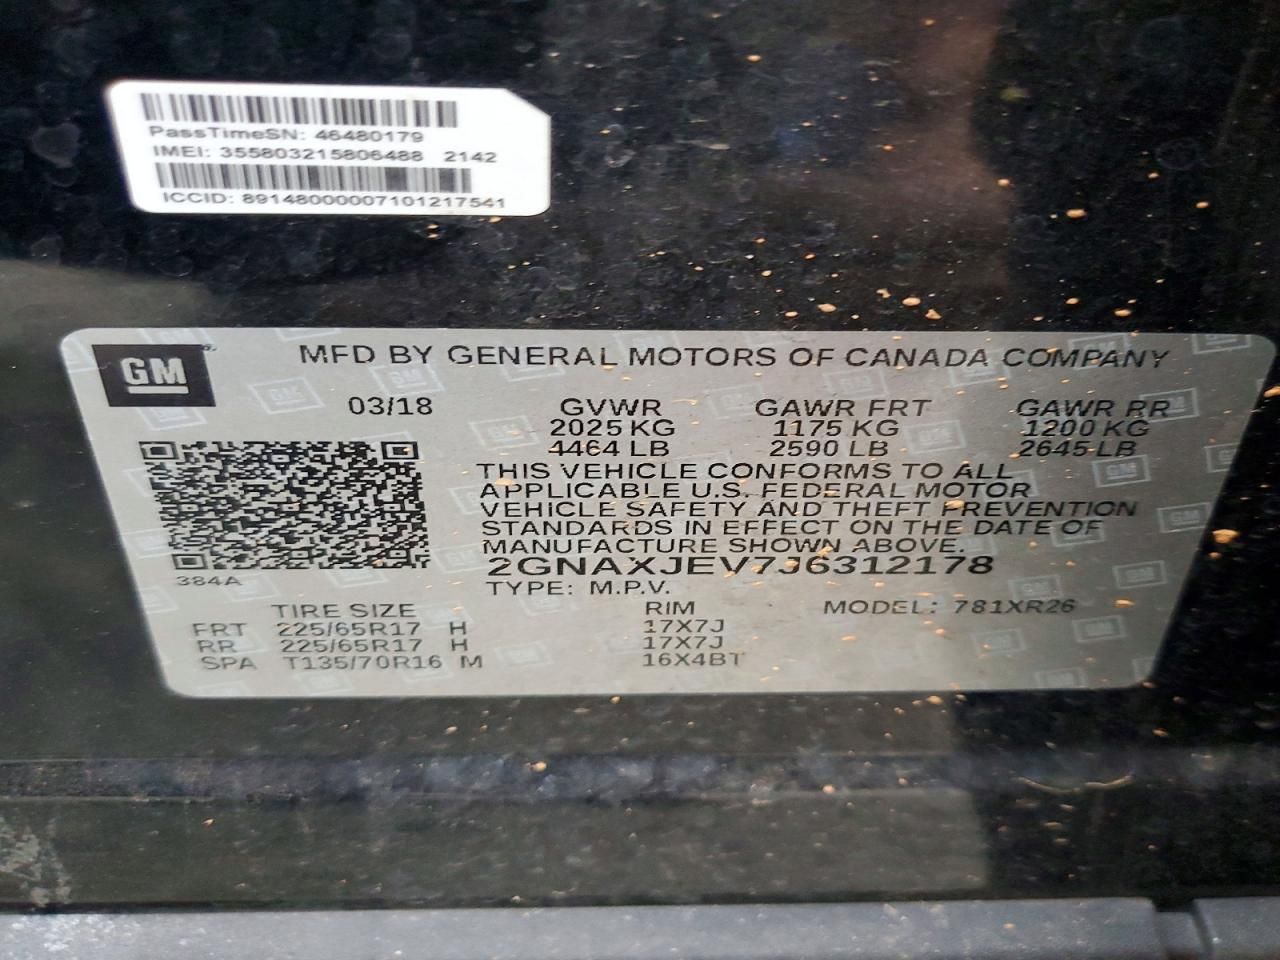 PassTimeSN: 46480179
IMEI: 355803215806488 2142
ICCID: 89148000007101217541
GM
MFD BY GENERAL MOTORS OF CANADA COMPANY
03/18 GVWR GAWR FRT GAWR RR
2025 KG 1175 KG 1200 KG
4464 LB 2590 LB 2645 LB
THIS VEHICLE CONFORMS TO ALL
APPLICABLE U.S. FEDERAL MOTOR
VEHICLE SAFETY AND THEFT PREVENTION
STANDARDS IN EFFECT ON THE DATE OF
MANUFACTURE SHOWN ABOVE.
2GNAXJEV7J6312178
384A
TYPE: M.P.V.
TIRE SIZE RIM MODEL: 781XR26
FRT 225/65R17 H 17X7J
RR 225/65R17 H 17X7J
SPA T135/70R16 M 16X4BT